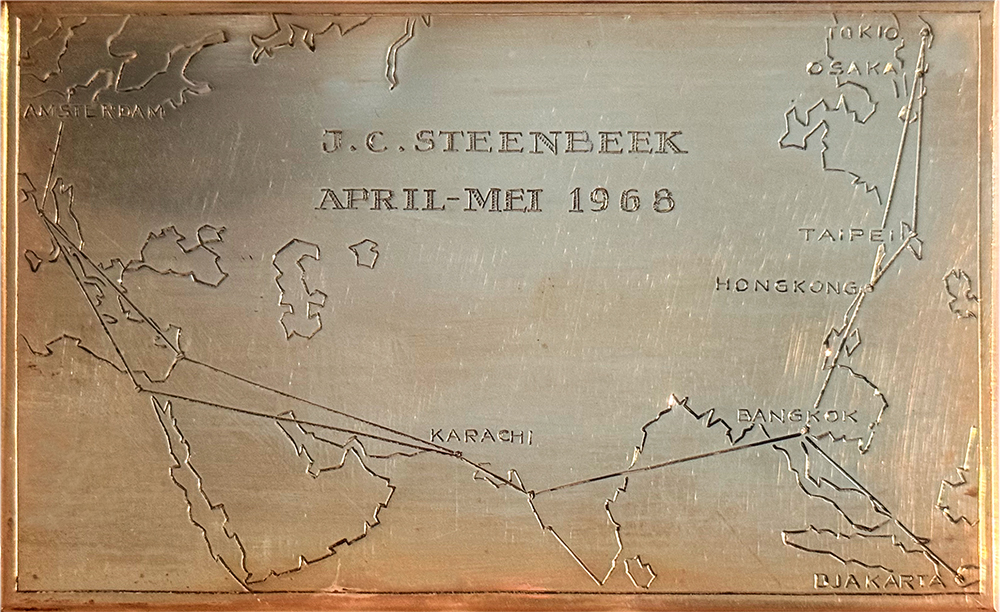 TOKIO
OSAKA
AMSTERDAM
J.C.STEENBEEK
APRIL-MEI 1968
TAIPEI
HONGKONG
BANGKOK
KARACHI
DJAKARTA